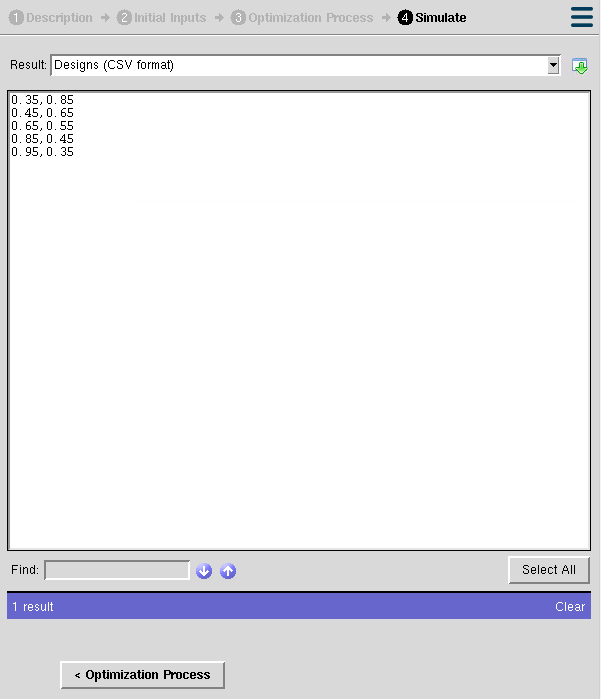 1 Description → 2 Initial Inputs → 3 Optimization Process → 4 Simulate
Result: Designs (CSV format)
0.35,0.85
0.45,0.65
0.65,0.55
0.85,0.45
0.95,0.35
Find:
Select All
1 result
Clear
< Optimization Process